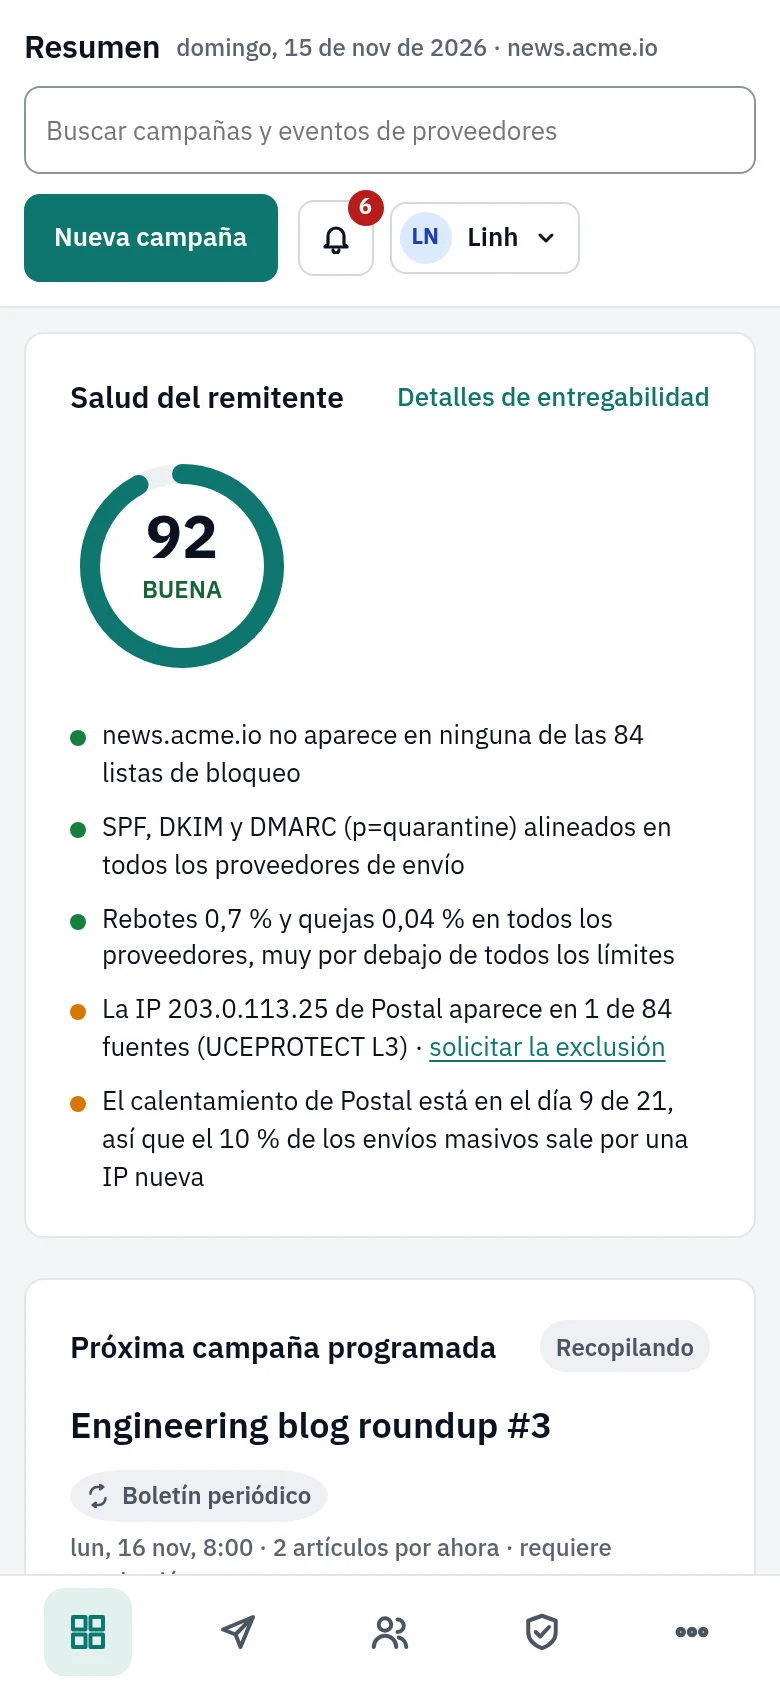 Resumen domingo, 15 de nov de 2026 · news.acme.io
Buscar campañas y eventos de proveedores
Nueva campaña
6
LN Linh
Salud del remitente Detalles de entregabilidad
92
BUENA
news.acme.io no aparece en ninguna de las 84
listas de bloqueo
SPF, DKIM y DMARC (p=quarantine) alineados en
todos los proveedores de envío
Rebotes 0,7 % y quejas 0,04 % en todos los
proveedores, muy por debajo de todos los límites
La IP 203.0.113.25 de Postal aparece en 1 de 84
fuentes (UCEPROTECT L3) · solicitar la exclusión
El calentamiento de Postal está en el día 9 de 21,
así que el 10 % de los envíos masivos sale por una
IP nueva
Próxima campaña programada Recopilando
Engineering blog roundup #3
Boletín periódico
lun, 16 nov, 8:00 · 2 artículos por ahora · requiere